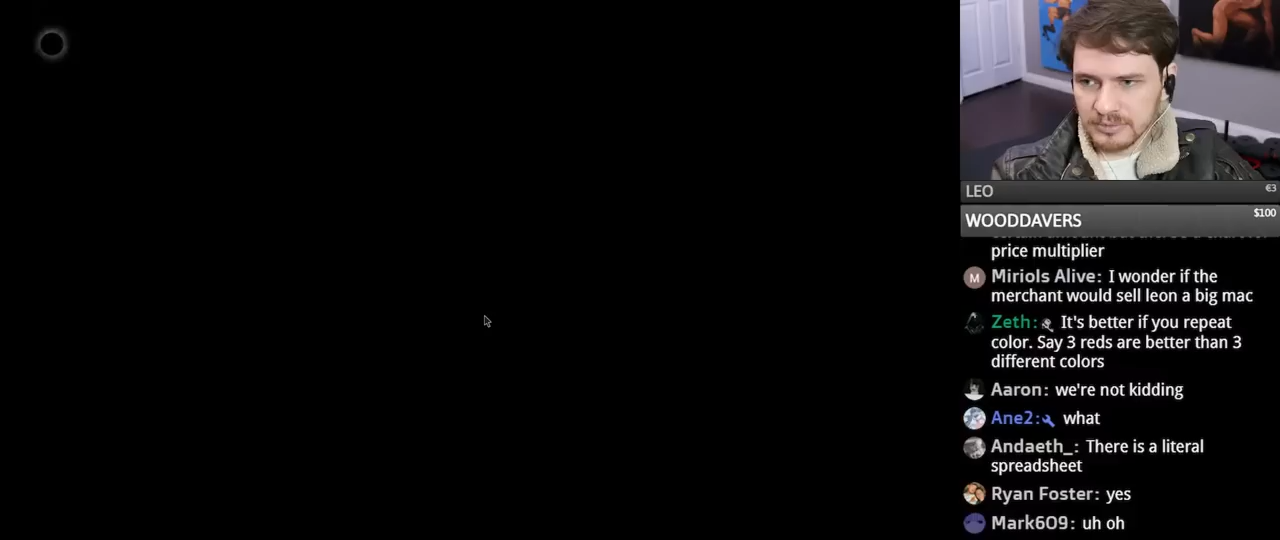 LEO €3
WOODDAVERS $100
price multiplier
Miriols Alive: I wonder if the
merchant would sell leon a big mac
Zeth: It's better if you repeat
color. Say 3 reds are better than 3
different colors
Aaron: we're not kidding
Ane2: what
Andaeth_: There is a literal
spreadsheet
Ryan Foster: yes
Mark6O9: uh oh
M